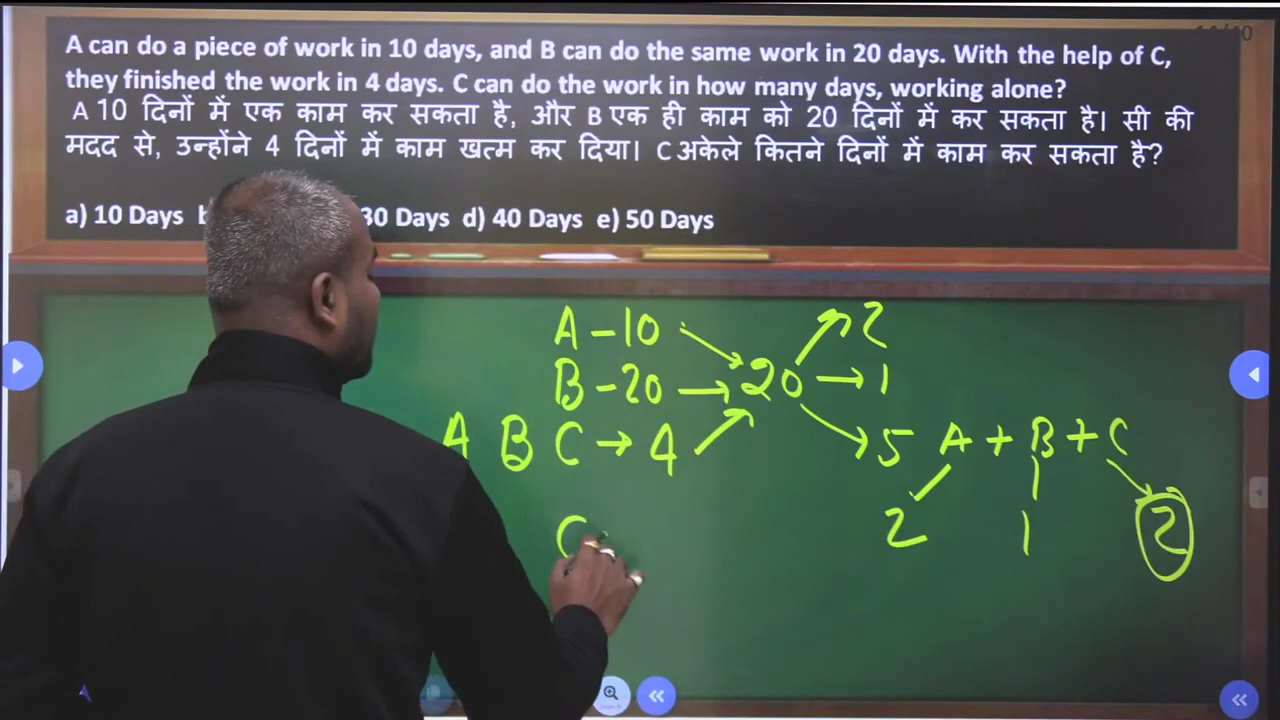 A can do a piece of work in 10 days, and B can do the same work in 20 days. With the help of C,
they finished the work in 4 days. C can do the work in how many days, working alone?
A 10 दिनों में एक काम कर सकता है, और B एक ही काम को 20 दिनों में कर सकता है। सी की
मदद से, उन्होंने 4 दिनों में काम खत्म कर दिया। C अकेले कितने दिनों में काम कर सकता है?
a) 10 Days 30 Days d) 40 Days e) 50 Days
A - 10 2
B - 20 → 20 → 1
A B C → 4 5 A + B + C
2 1 2
C